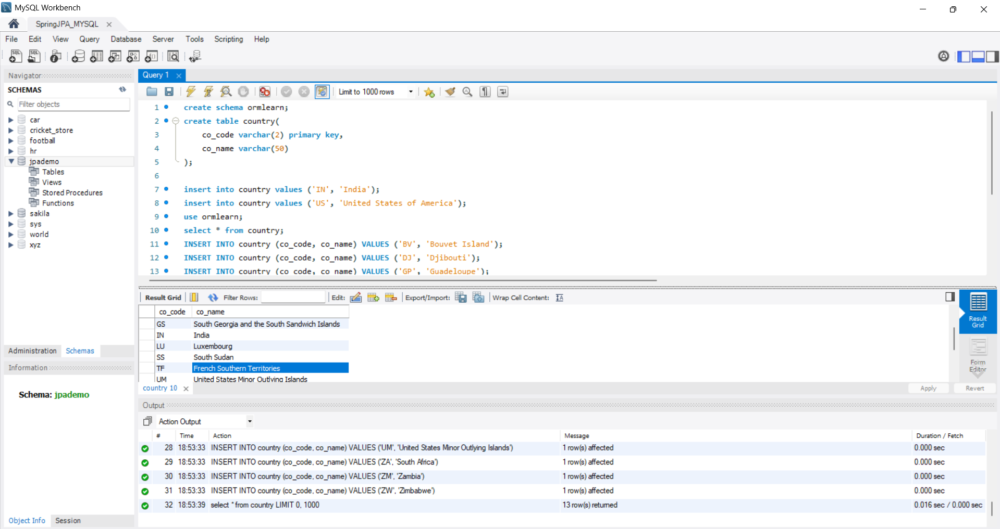 MySQL Workbench
SpringJPA_MYSQL
File Edit View Query Database Server Tools Scripting Help
Navigator
SCHEMAS
Filter objects
car
cricket_store
football
hr
jpademo
Tables
Views
Stored Procedures
Functions
sakila
sys
world
xyz
Administration Schemas
Information
Schema: jpademo
Object Info Session
Query 1
Limit to 1000 rows
1 create schema ormlearn;
2 create table country(
3 co_code varchar(2) primary key,
4 co_name varchar(50)
5 );
6
7 insert into country values ('IN', 'India');
8 insert into country values ('US', 'United States of America');
9 use ormlearn;
10 select * from country;
11 INSERT INTO country (co_code, co_name) VALUES ('BV', 'Bouvet Island');
12 INSERT INTO country (co_code, co_name) VALUES ('DJ', 'Djibouti');
13 INSERT INTO country (co_code, co_name) VALUES ('GP', 'Guadeloupe');
Result Grid Filter Rows: Edit: Export/Import: Wrap Cell Content:
co_code co_name
GS South Georgia and the South Sandwich Islands
IN India
LU Luxembourg
SS South Sudan
TF French Southern Territories
UM United States Minor Outlying Islands
Result
Grid
Form
Editor
country 10
Apply Revert
Output
Action Output
# Time Action Message Duration / Fetch
28 18:53:33 INSERT INTO country (co_code, co_name) VALUES ('UM', 'United States Minor Outlying Islands') 1 row(s) affected 0.000 sec
29 18:53:33 INSERT INTO country (co_code, co_name) VALUES ('ZA', 'South Africa') 1 row(s) affected 0.000 sec
30 18:53:33 INSERT INTO country (co_code, co_name) VALUES ('ZM', 'Zambia') 1 row(s) affected 0.000 sec
31 18:53:33 INSERT INTO country (co_code, co_name) VALUES ('ZW', 'Zimbabwe') 1 row(s) affected 0.000 sec
32 18:53:39 select * from country LIMIT 0, 1000 13 row(s) returned 0.016 sec / 0.000 sec